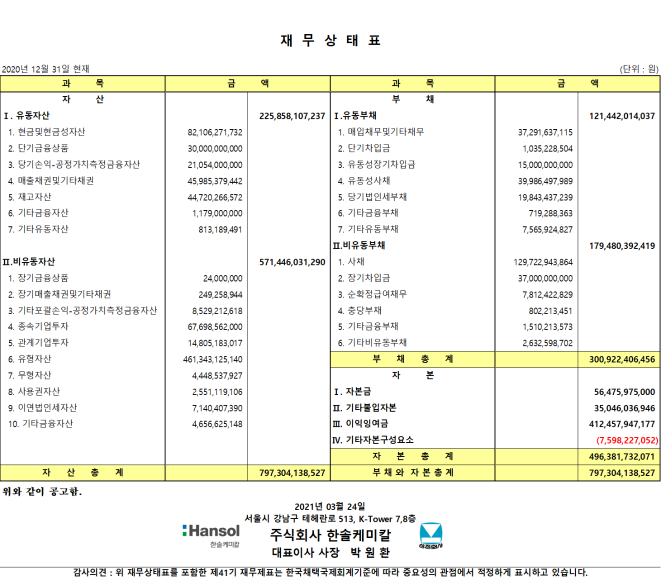 재 무 상 태 표
2020년 12월 31일 현재 (단위 : 원)
과 목 금 액 과 목 금 액
자 산 부 채
Ⅰ. 유동자산 225,858,107,237 Ⅰ.유동부채 121,442,014,037
1. 현금및현금성자산 82,106,271,732 1. 매입채무및기타채무 37,291,637,115
2. 단기금융상품 30,000,000,000 2. 단기차입금 1,035,228,504
3. 당기손익-공정가치측정금융자산 21,054,000,000 3. 유동성장기차입금 15,000,000,000
4. 매출채권및기타채권 45,985,379,442 4. 유동성사채 39,986,497,989
5. 재고자산 44,720,266,572 5. 당기법인세부채 19,843,437,239
6. 기타금융자산 1,179,000,000 6. 기타금융부채 719,288,363
7. 기타유동자산 813,189,491 7. 기타유동부채 7,565,924,827
Ⅱ.비유동부채 179,480,392,419
Ⅱ.비유동자산 571,446,031,290 1. 사채 129,722,943,864
1. 장기금융상품 24,000,000 2. 장기차입금 37,000,000,000
2. 장기매출채권및기타채권 249,258,944 3. 순확정급여채무 7,812,422,829
3. 기타포괄손익-공정가치측정금융자산 8,529,212,618 4. 충당부채 802,213,451
4. 종속기업투자 67,698,562,000 5. 기타금융부채 1,510,213,573
5. 관계기업투자 14,805,183,017 6. 기타비유동부채 2,632,598,702
6. 유형자산 461,343,125,140 부 채 총 계 300,922,406,456
7. 무형자산 4,448,537,927 자 본
8. 사용권자산 2,551,119,106 Ⅰ. 자본금 56,475,975,000
9. 이연법인세자산 7,140,407,390 Ⅱ. 기타불입자본 35,046,036,946
10. 기타금융자산 4,656,625,148 Ⅲ. 이익잉여금 412,457,947,177
Ⅳ. 기타자본구성요소 (7,598,227,052)
자 본 총 계 496,381,732,071
자 산 총 계 797,304,138,527 부 채 와 자 본 총 계 797,304,138,527
위와 같이 공고함.
2021년 03월 24일
서울시 강남구 테헤란로 513, K-Tower 7,8층
Hansol 주식회사 한솔케미칼
한솔케미칼
대표이사 사장 박 원 환
감사의견 : 위 재무상태표를 포함한 제41기 재무제표는 한국채택국제회계기준에 따라 중요성의 관점에서 적정하게 표시하고 있습니다.